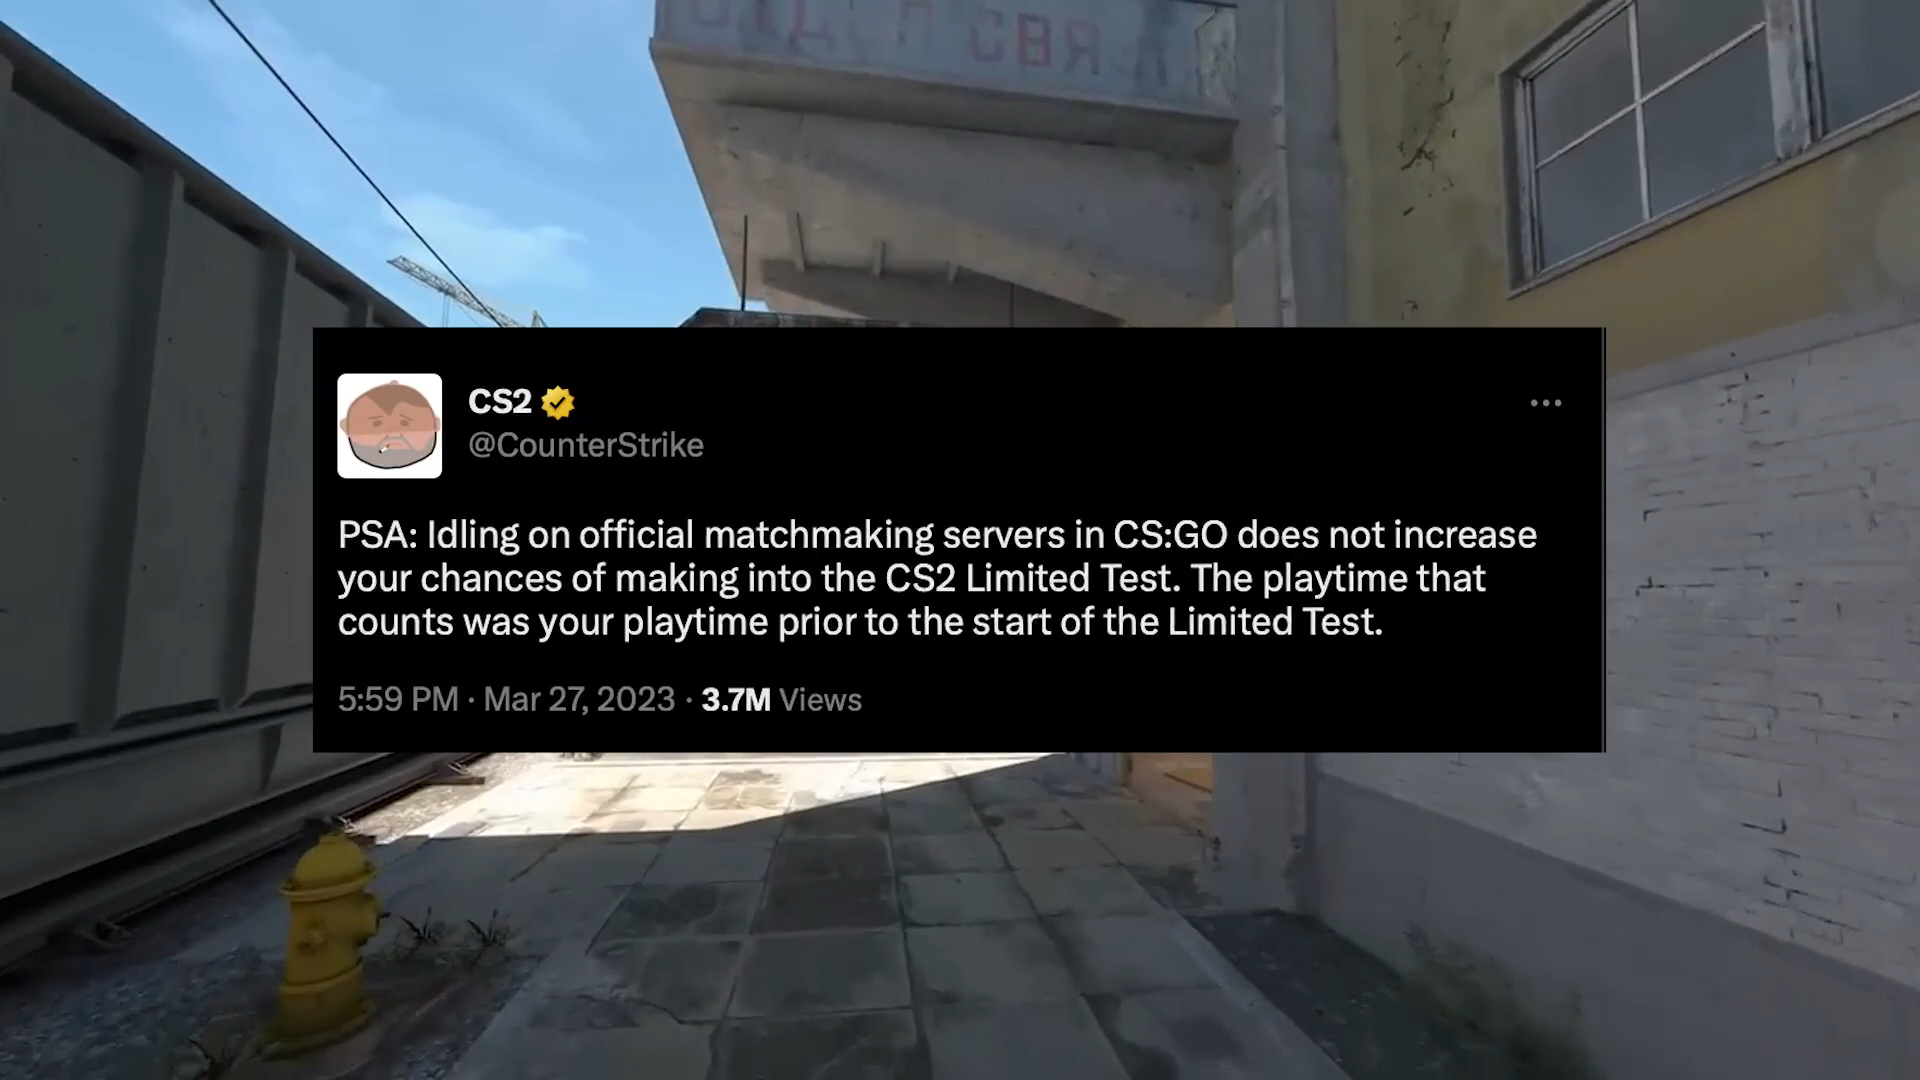 СВЯ
CS2
@CounterStrike
PSA: Idling on official matchmaking servers in CS:GO does not increase
your chances of making into the CS2 Limited Test. The playtime that
counts was your playtime prior to the start of the Limited Test.
5:59 PM · Mar 27, 2023 · 3.7M Views